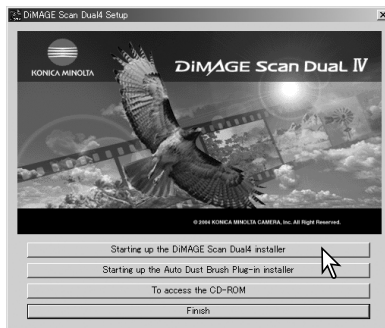 DiMAGE Scan Dual4 Setup
KONICA MINOLTA
DiMAGE Scan Dual IV
© 2004 KONICA MINOLTA CAMERA, Inc. All Right Reserved.
Starting up the DiMAGE Scan Dual4 installer
Starting up the Auto Dust Brush Plug-in installer
To access the CD-ROM
Finish